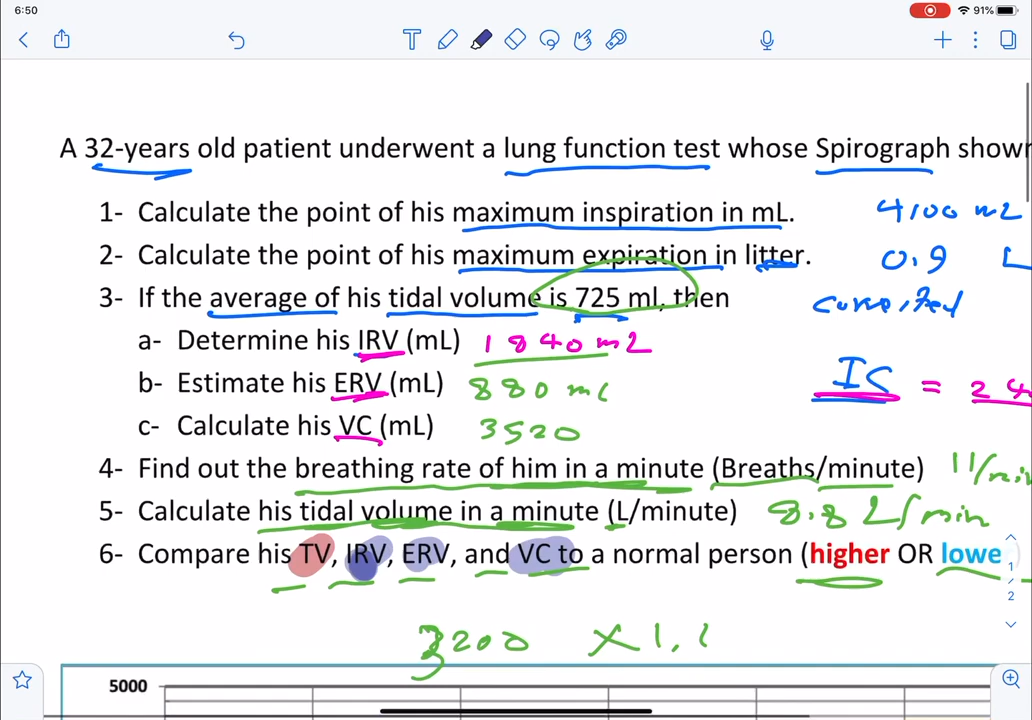 6:50
91%
A 32-years old patient underwent a lung function test whose Spirograph shown
1- Calculate the point of his maximum inspiration in mL. 4100 mL
2- Calculate the point of his maximum expiration in litter. 0.9 L
3- If the average of his tidal volume is 725 ml, then
a- Determine his IRV (mL) 1840 mL
b- Estimate his ERV (mL) 880 mL
IC = 24
c- Calculate his VC (mL) 3520
4- Find out the breathing rate of him in a minute (Breaths/minute) 11/min
5- Calculate his tidal volume in a minute (L/minute) 8.8 L/min
6- Compare his TV, IRV, ERV, and VC to a normal person (higher OR lowe
1
2
3200 X 1.1
5000